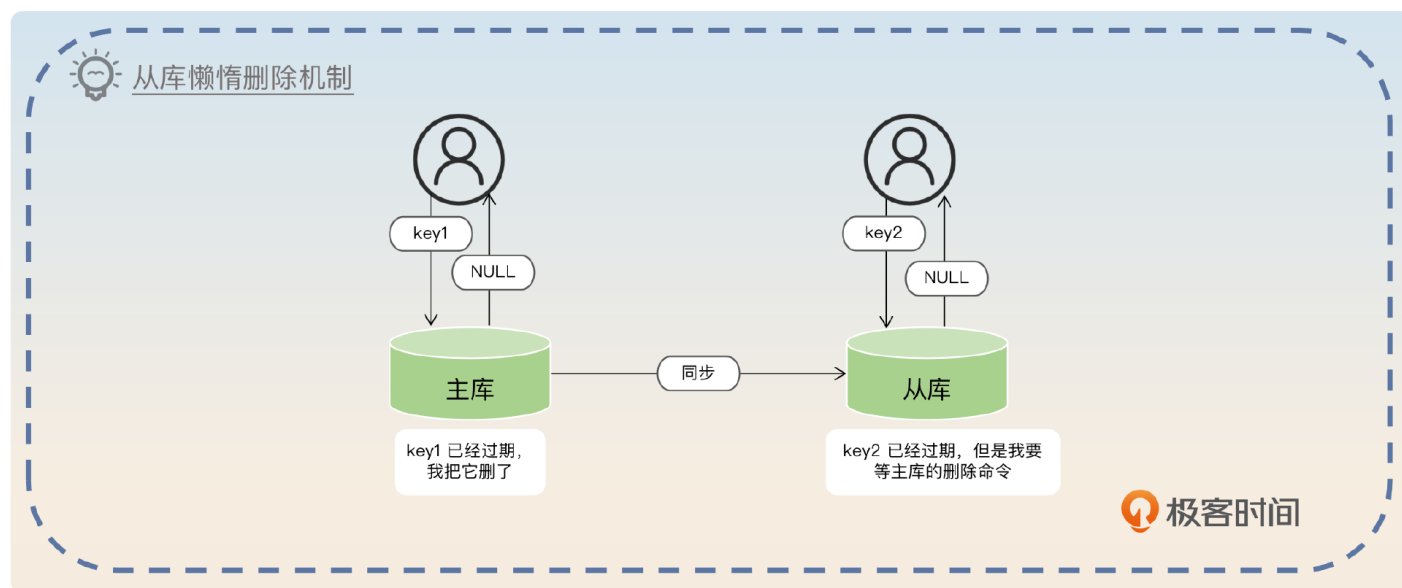 从库懒惰删除机制
key1
key2
NULL
NULL
主库
同步
从库
key1 已经过期,
我把它删了
key2 已经过期，但是我要
等主库的删除命令
极客时间